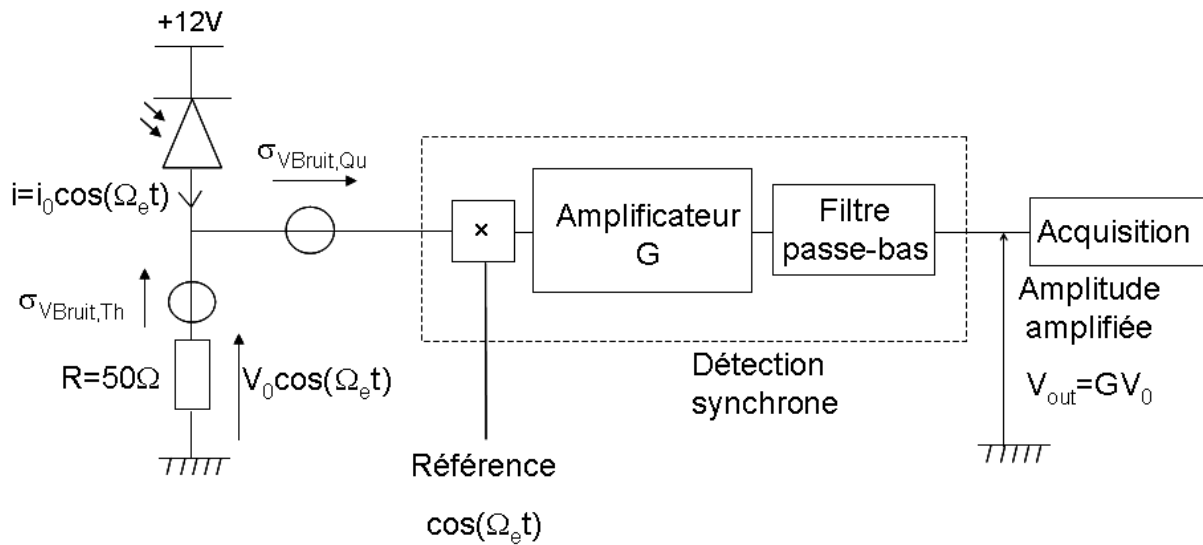 +12V
σVBruit,Qu
i=i0cos(Ωet)
×
Amplificateur
G
Filtre
passe-bas
Acquisition
σVBruit,Th
Amplitude
amplifiée
R=50Ω
V0cos(Ωet)
Détection
synchrone
Vout=GV0
Référence
cos(Ωet)